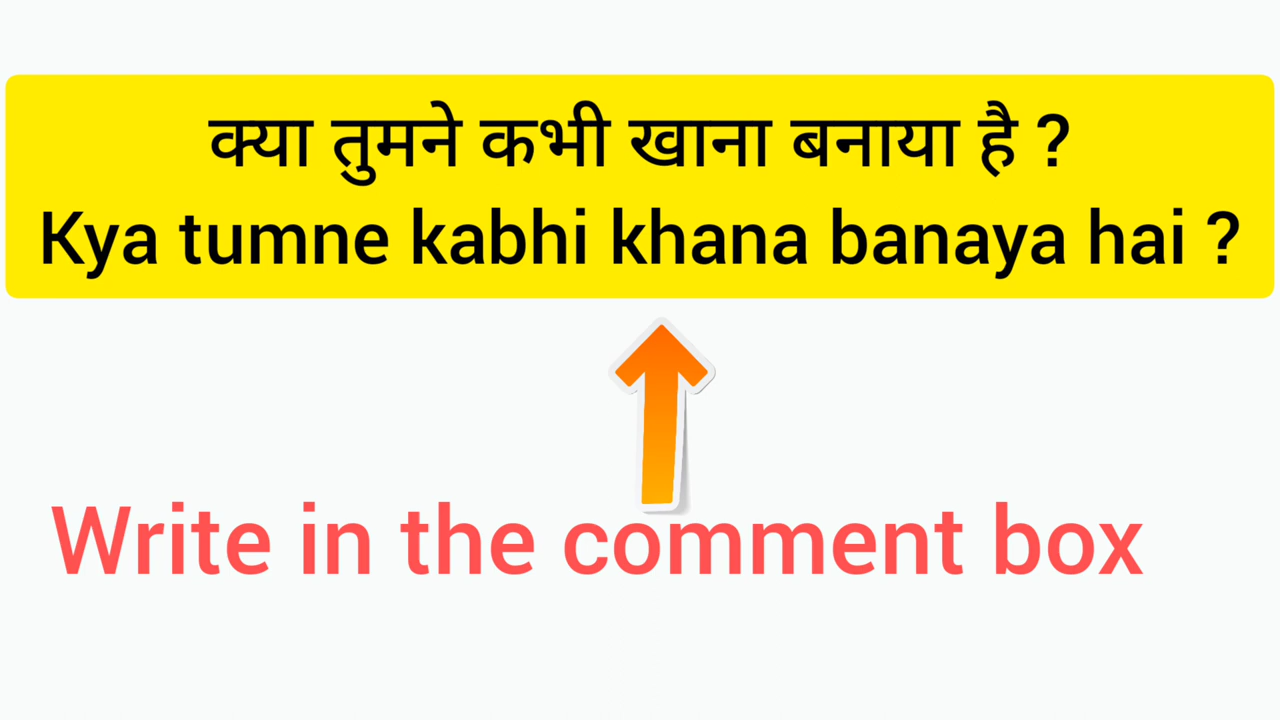 क्या तुमने कभी खाना बनाया है ?
Kya tumne kabhi khana banaya hai ?
Write in the comment box